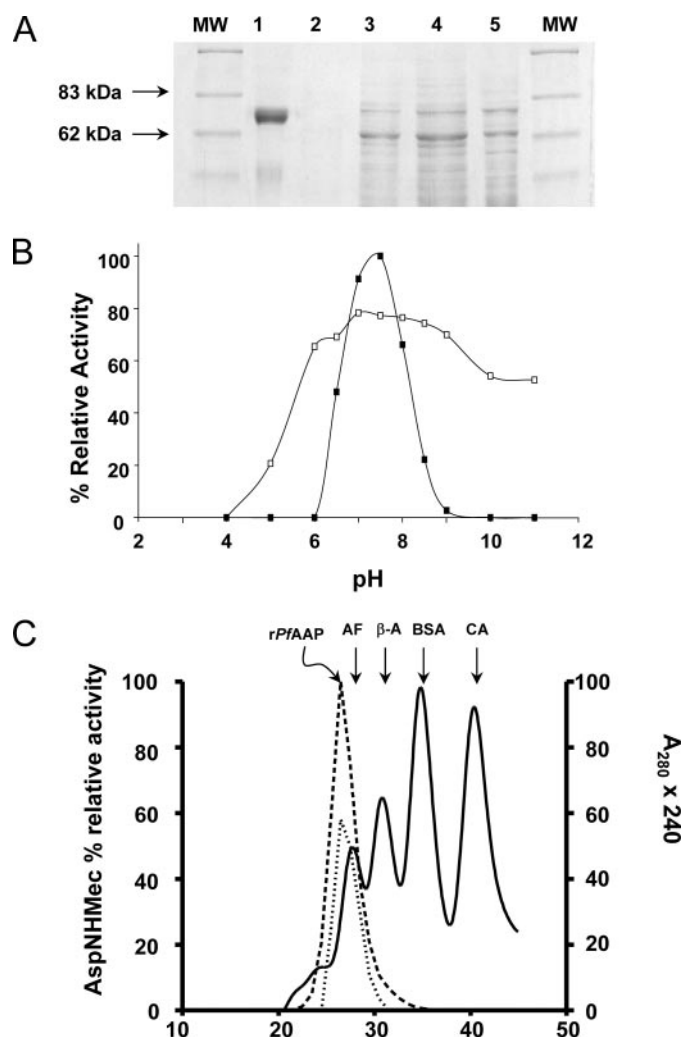 A
MW 1 2 3 4 5 MW
83 kDa
62 kDa
B
% Relative Activity
100
80
60
40
20
0
2 4 6 8 10 12
pH
C
rPfAAP AF β-A BSA CA
AspNHMec % relative activity
100
80
60
40
20
0
A280 x 240
100
80
60
40
20
0
10 20 30 40 50